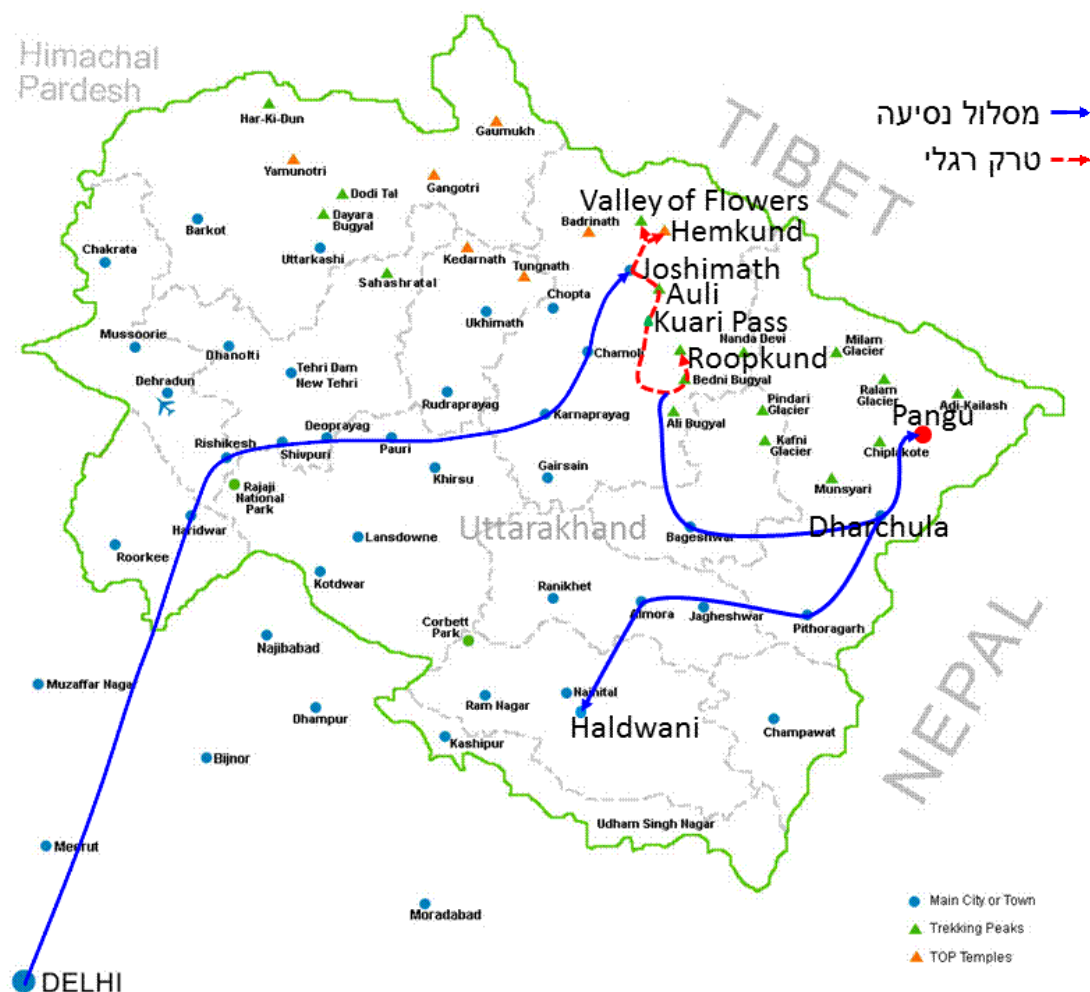 Himachal
Pardesh
Har-Ki-Dun
Gaumukh
TIBET
מסלול נסיעה
טרק רגלי
Yamunotri
Gangotri
Dodi Tal
Dayara
Bugyal
Barkot
Uttarkashi
Chakrata
Kedarnath
Sahashratal
Tungnath
Badrinath
Valley of Flowers
Hemkund
Joshimath
Auli
Chopta
Ukhimath
Kuari Pass
Nanda Devi
Milam
Glacier
Mussoorie
Dhanolti
Chamoli
Roopkund
Dehradun
Tehri Dam
New Tehri
Rudraprayag
Bedni Bugyal
Pindari
Glacier
Ralam
Glacier
Adi-Kailash
Karnaprayag
Ali Bugyal
Pangu
Rishikesh
Deoprayag
Shivpuri
Pauri
Khirsu
Gairsain
Kafni
Glacier
Chiplakote
Munsyari
Rajaji
National
Park
Haridwar
Roorkee
Lansdowne
Uttarakhand
Bageshwar
Dharchula
Kotdwar
Ranikhet
Almora
Jagheshwar
Pithoragarh
NEPAL
Corbett
Park
Najibabad
Muzaffar Naga
Dhampur
Ram Nagar
Nainital
Haldwani
Champawat
Kashipur
Bijnor
Udham Singh Nagar
Meerut
Moradabad
DELHI
Main City or Town
Trekking Peaks
TOP Temples